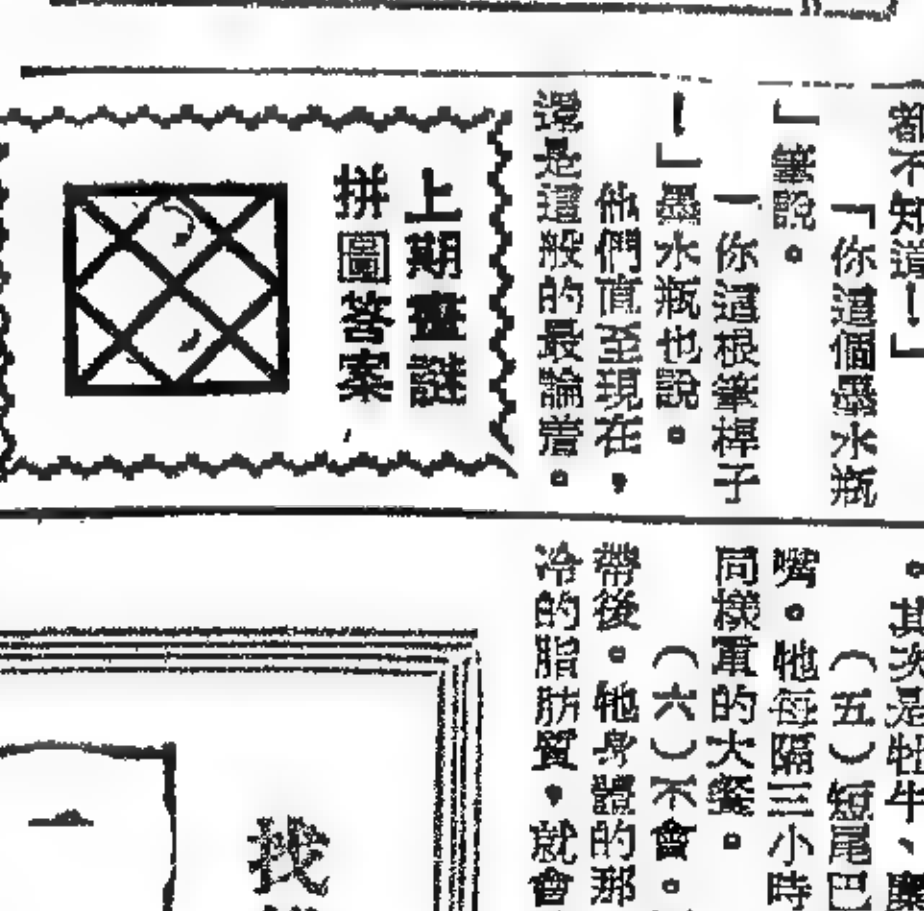 都不知道！」
「你這個墨水瓶
」筆說。
「你這根筆桿子
！」墨水瓶也說。
他們直至現在，
還是這般的最論着。
上期畫謎
拼圖答案
。其次是牡牛、
（五）短尾巴
嘴。牠每隔三小時
同樣重的大餐。
（六）不會。
帶後。牠身體的那
冷的脂肪質，就會
找